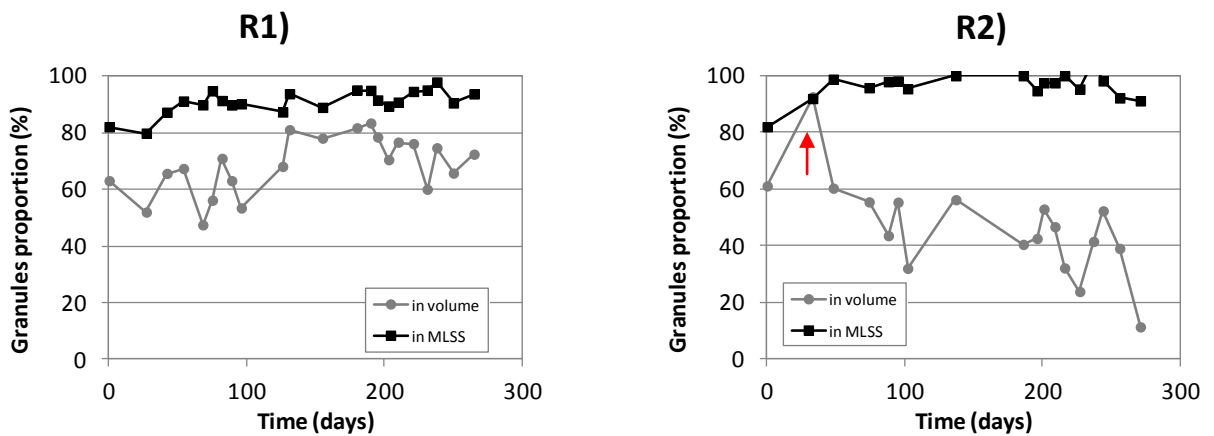 R1)
Granules proportion (%)
100
80
60
40
20
0
in volume
in MLSS
0 100 200 300
Time (days)
R2)
Granules proportion (%)
100
80
60
40
20
0
in volume
in MLSS
0 100 200 300
Time (days)